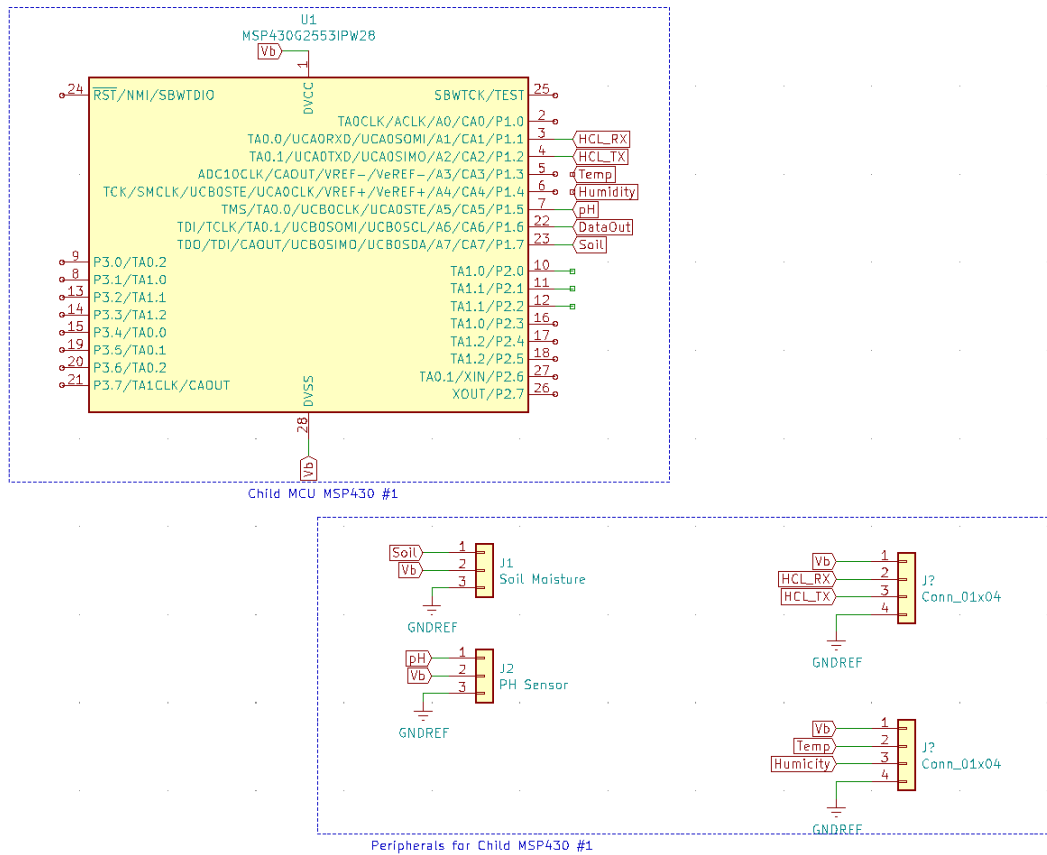 U1
MSP430G2553IPW28
Vb
1
DVCC
24 RST/NMI/SBWTDIO
SBWTCK/TEST 25
TA0CLK/ACLK/A0/CA0/P1.0 2
TA0.0/UCA0RXD/UCA0SOMI/A1/CA1/P1.1 3 HCL_RX
TA0.1/UCA0TXD/UCA0SIMO/A2/CA2/P1.2 4 HCL_TX
ADC10CLK/CAOUT/VREF-/VeREF-/A3/CA3/P1.3 5 Temp
TCK/SMCLK/UCB0STE/UCA0CLK/VREF+/VeREF+/A4/CA4/P1.4 6 Humidity
TMS/TA0.0/UCB0CLK/UCA0STE/A5/CA5/P1.5 7 pH
TDI/TCLK/TA0.1/UCB0SOMI/UCB0SCL/A6/CA6/P1.6 22 DataOut
TDO/TDI/CAOUT/UCB0SIMO/UCB0SDA/A7/CA7/P1.7 23 Soil
9 P3.0/TA0.2
8 P3.1/TA1.0
13 P3.2/TA1.1
14 P3.3/TA1.2
15 P3.4/TA0.0
19 P3.5/TA0.1
20 P3.6/TA0.2
21 P3.7/TA1CLK/CAOUT
TA1.0/P2.0 10
TA1.1/P2.1 11
TA1.1/P2.2 12
TA1.0/P2.3 16
TA1.2/P2.4 17
TA1.2/P2.5 18
TA0.1/XIN/P2.6 27
XOUT/P2.7 26
DVSS
28
Vb
Child MCU MSP430 #1
Soil 1
Vb 2
3
J1
Soil Moisture
GNDREF
pH 1
Vb 2
3
J2
PH Sensor
GNDREF
Vb 1
HCL_RX 2
HCL_TX 3
4
J?
Conn_01x04
GNDREF
Vb 1
Temp 2
Humicity 3
4
J?
Conn_01x04
GNDREF
Peripherals for Child MSP430 #1